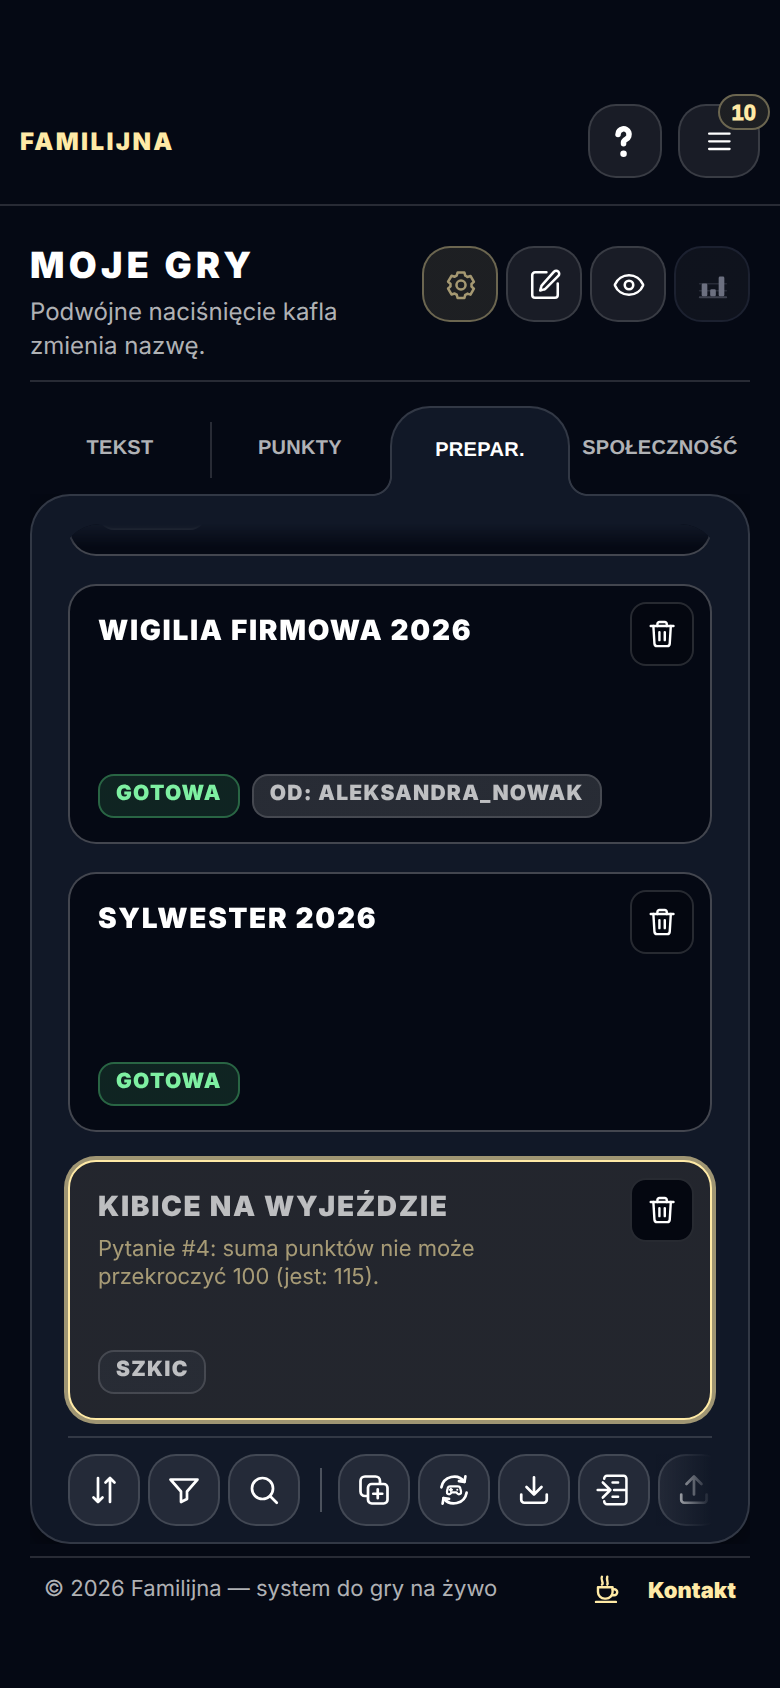 FAMILIJNA
?
10
MOJE GRY
Podwójne naciśnięcie kafla
zmienia nazwę.
TEKST
PUNKTY
PREPAR.
SPOŁECZNOŚĆ
WIGILIA FIRMOWA 2026
GOTOWA
OD: ALEKSANDRA_NOWAK
SYLWESTER 2026
GOTOWA
KIBICE NA WYJEŹDZIE
Pytanie #4: suma punktów nie może
przekroczyć 100 (jest: 115).
SZKIC
© 2026 Familijna — system do gry na żywo
Kontakt